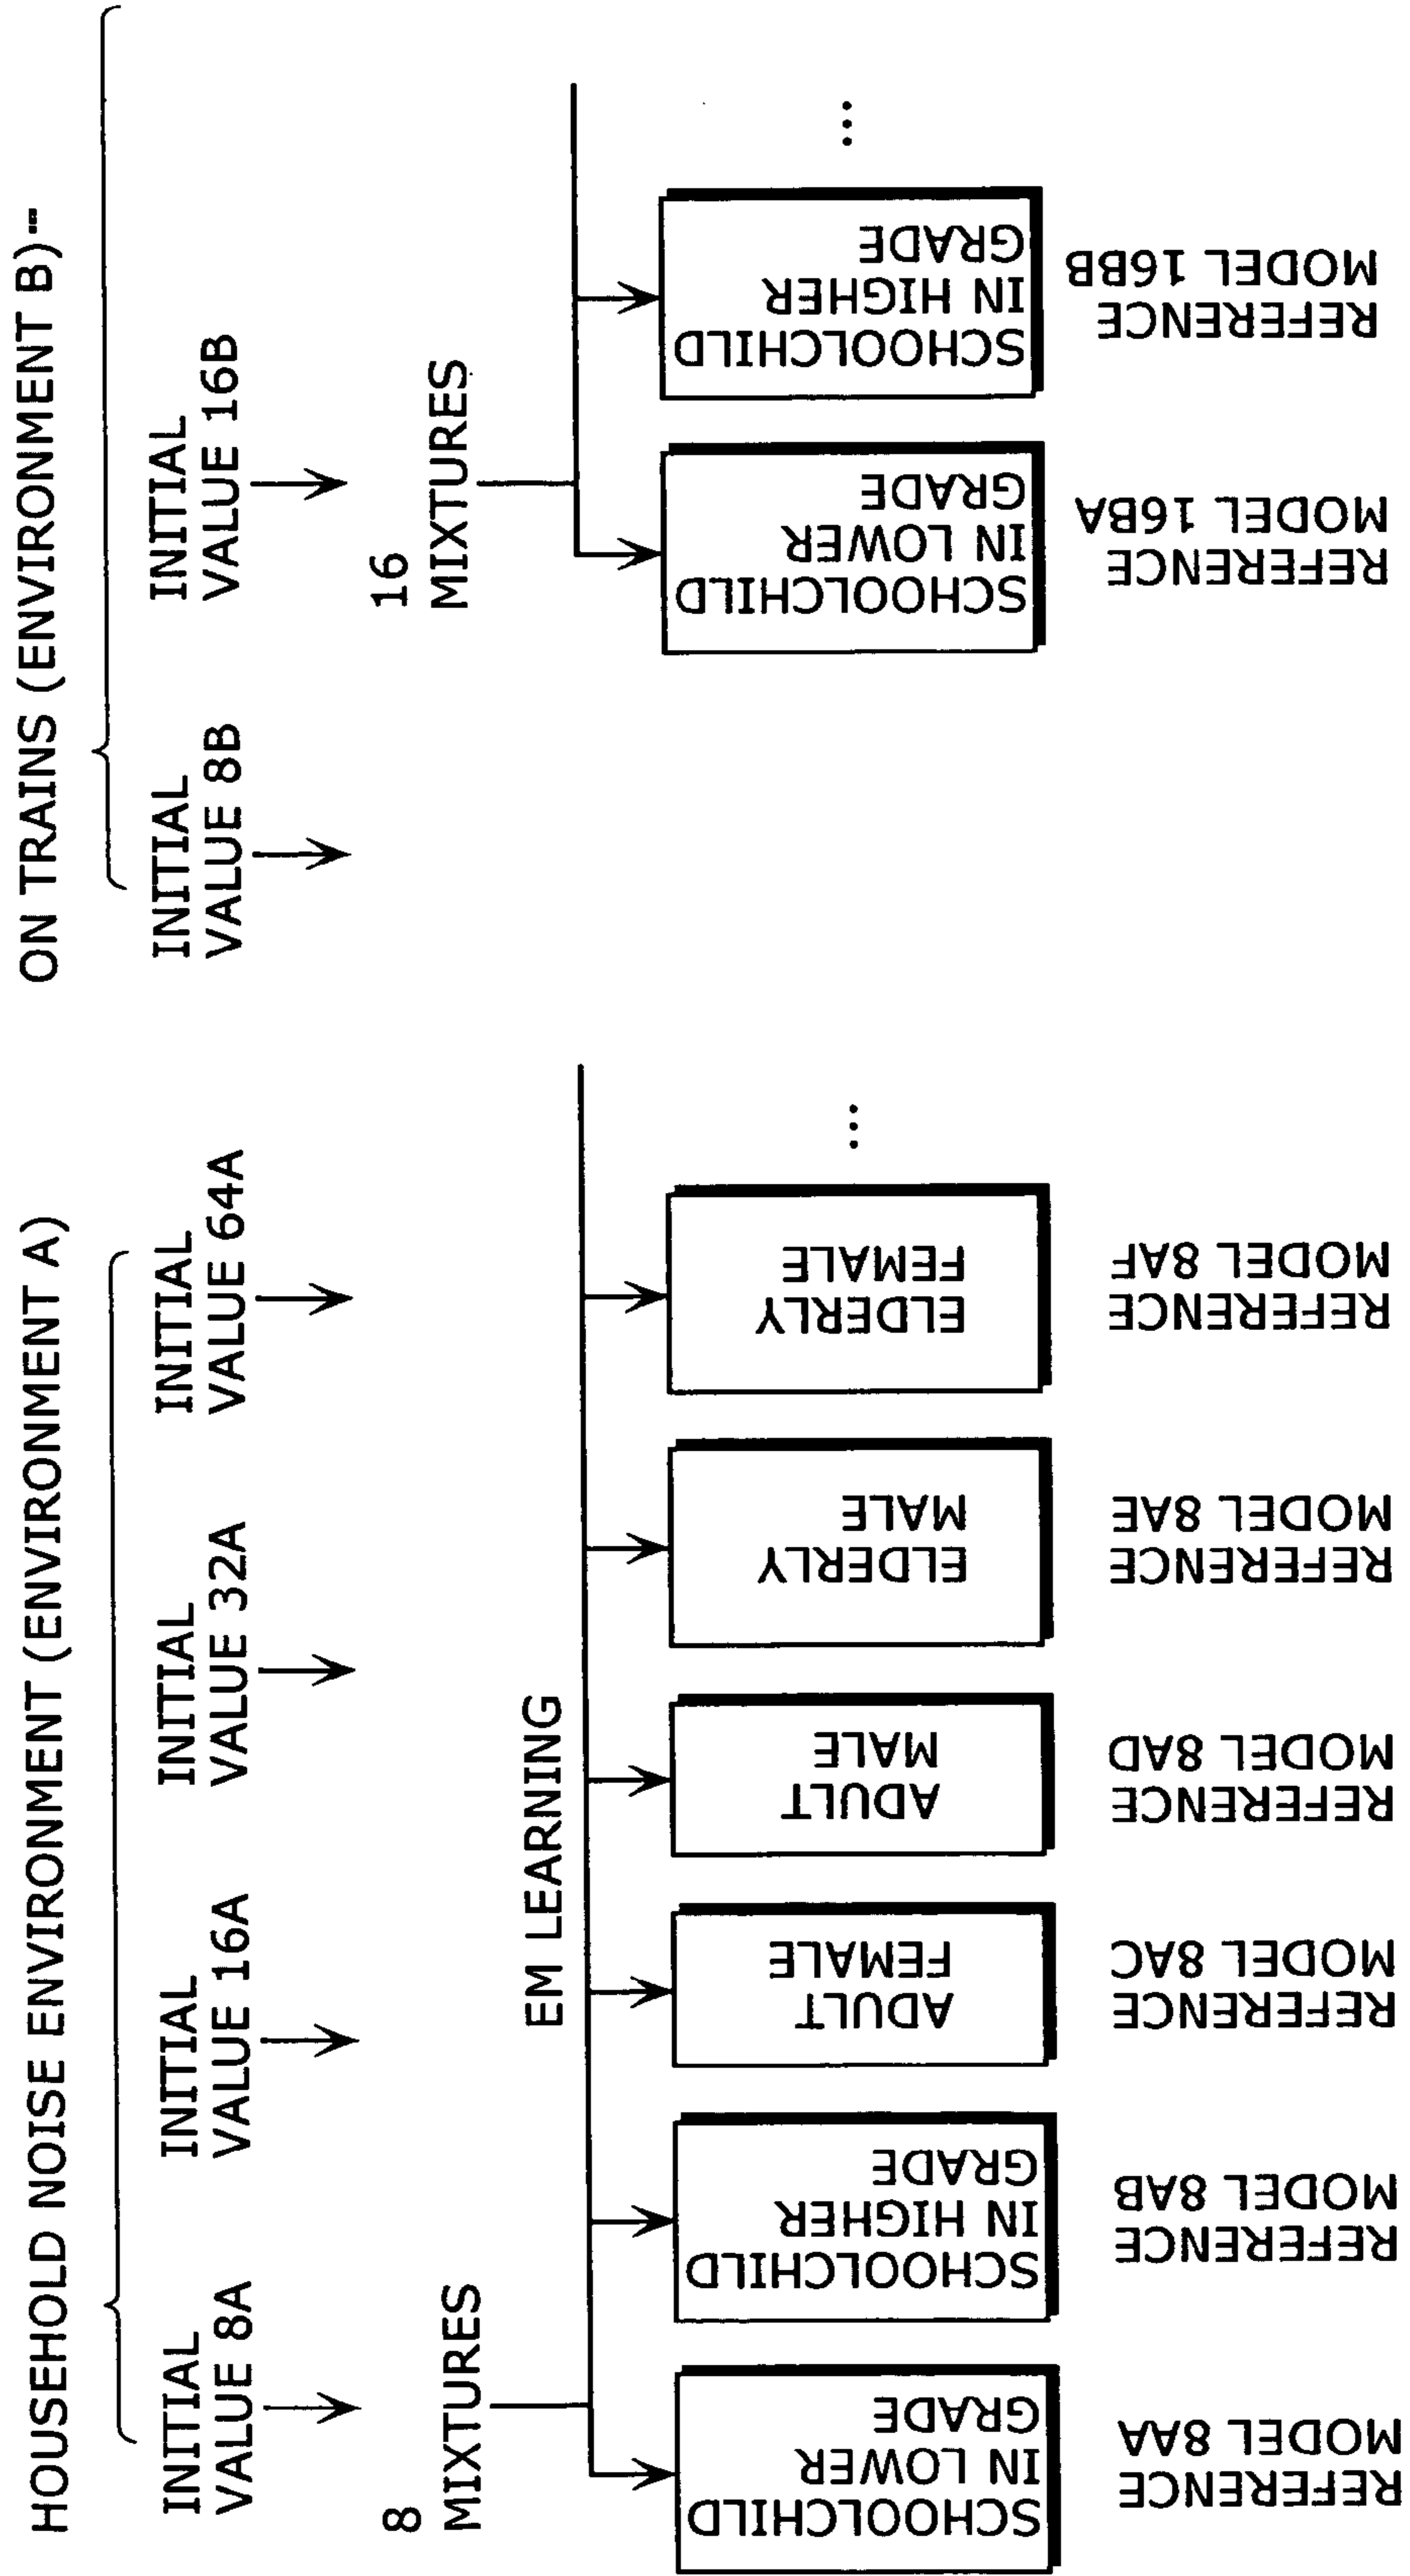 HOUSEHOLD NOISE ENVIRONMENT (ENVIRONMENT A)
INITIAL
VALUE 8A
INITIAL
VALUE 16A
INITIAL
VALUE 32A
INITIAL
VALUE 64A
8
MIXTURES
EM LEARNING
SCHOOLCHILD
IN LOWER
GRADE
REFERENCE
MODEL 8AA
SCHOOLCHILD
IN HIGHER
GRADE
REFERENCE
MODEL 8AB
ADULT
FEMALE
REFERENCE
MODEL 8AC
ADULT
MALE
REFERENCE
MODEL 8AD
ELDERLY
MALE
REFERENCE
MODEL 8AE
ELDERLY
FEMALE
REFERENCE
MODEL 8AF
...
ON TRAINS (ENVIRONMENT B)...
INITIAL
VALUE 8B
INITIAL
VALUE 16B
16
MIXTURES
SCHOOLCHILD
IN LOWER
GRADE
REFERENCE
MODEL 16BA
SCHOOLCHILD
IN HIGHER
GRADE
REFERENCE
MODEL 16BB
...